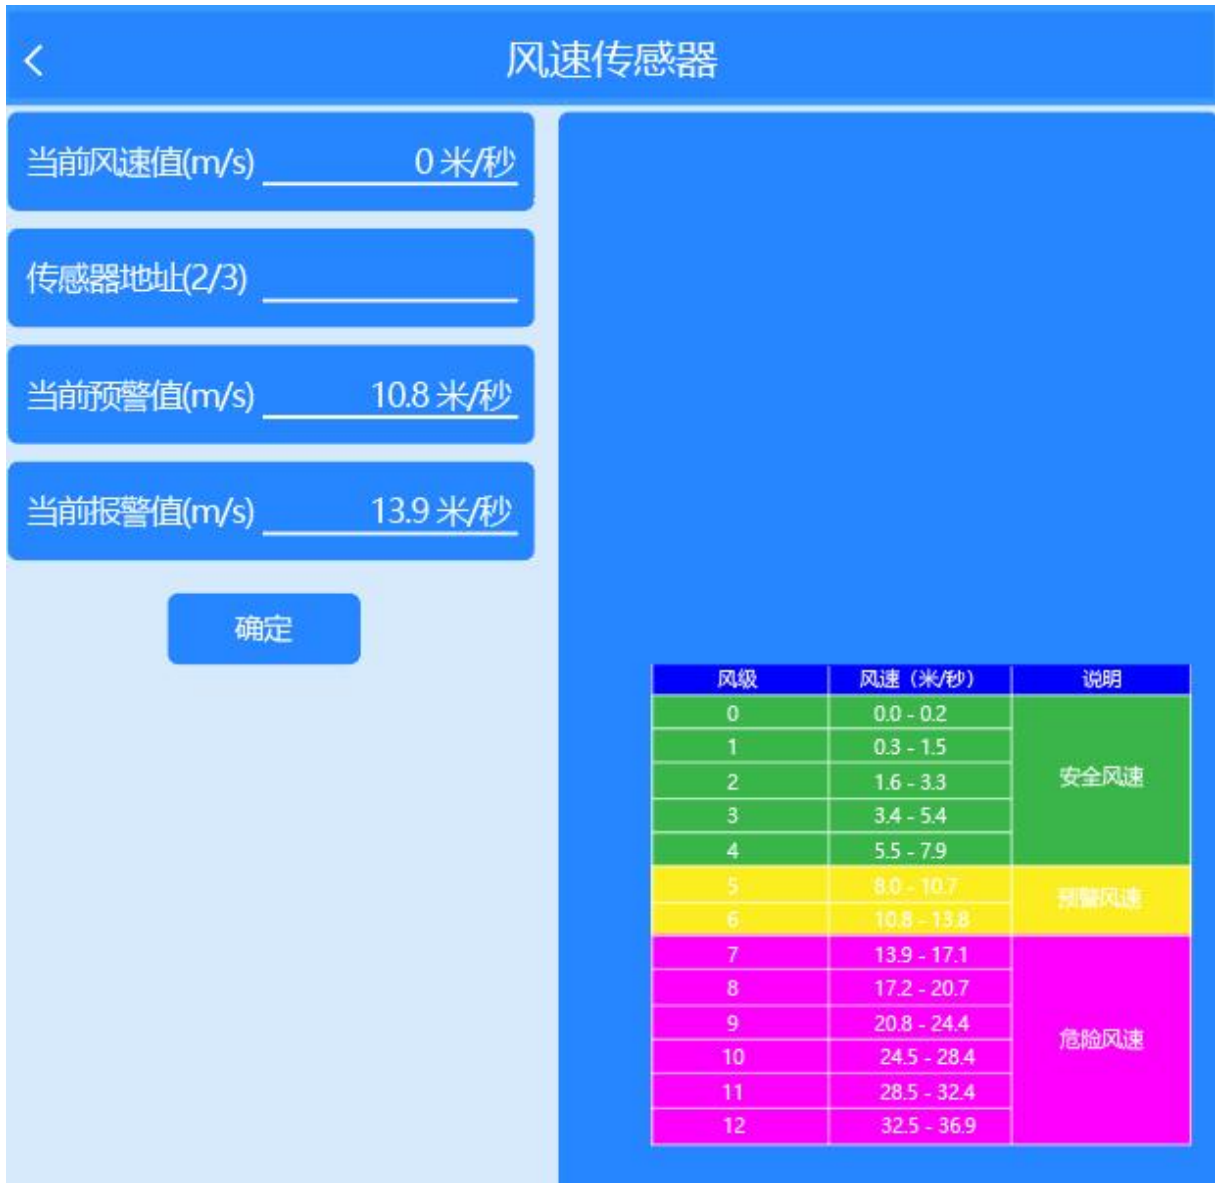 风速传感器
当前风速值(m/s) 0 米/秒
传感器地址(2/3)
当前预警值(m/s) 10.8 米/秒
当前报警值(m/s) 13.9 米/秒
确定
风级 风速（米/秒） 说明
0 0.0 - 0.2
1 0.3 - 1.5
2 1.6 - 3.3 安全风速
3 3.4 - 5.4
4 5.5 - 7.9
5 8.0 - 10.7 预警风速
6 10.8 - 13.8
7 13.9 - 17.1
8 17.2 - 20.7
9 20.8 - 24.4 危险风速
10 24.5 - 28.4
11 28.5 - 32.4
12 32.5 - 36.9